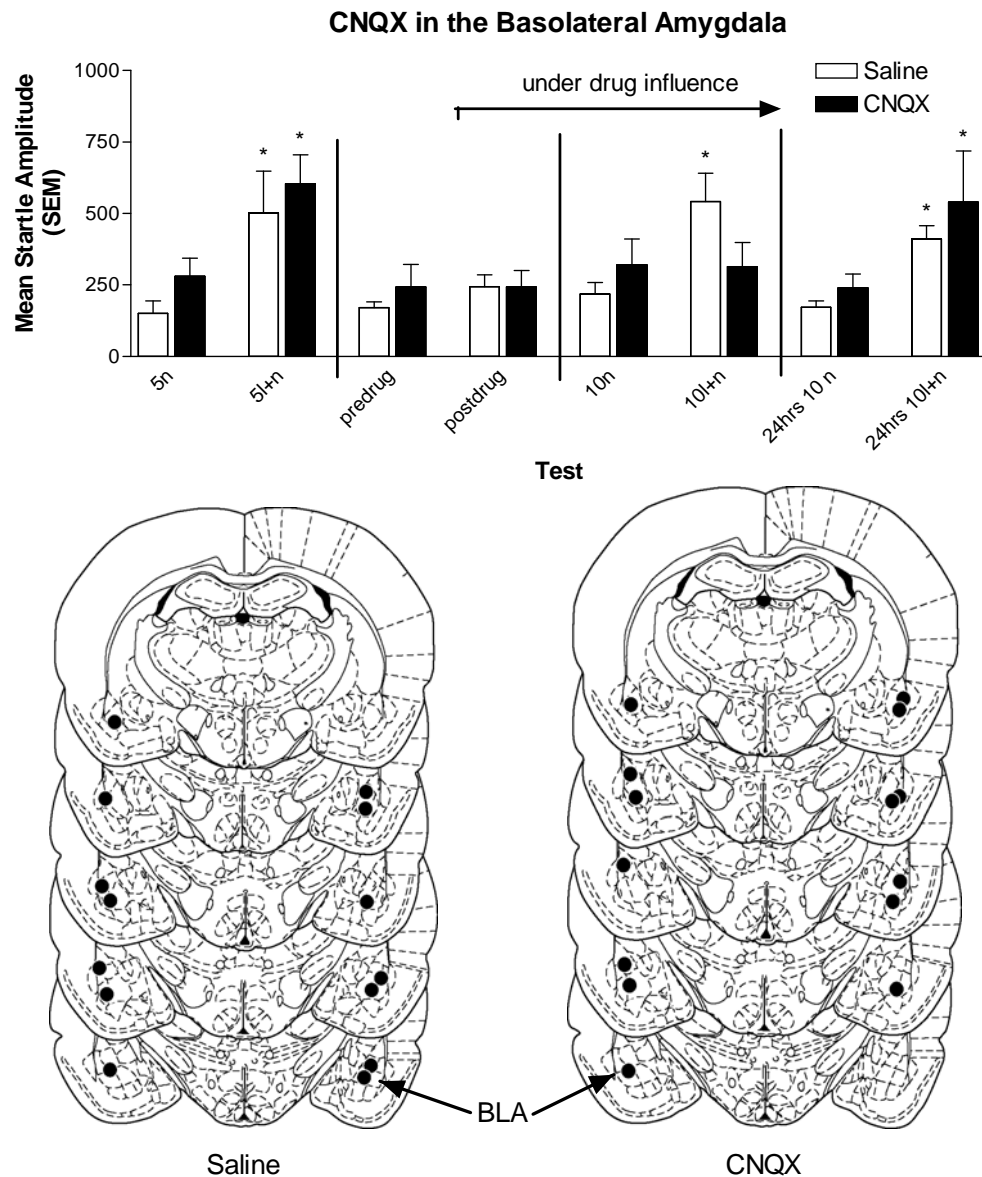 CNQX in the Basolateral Amygdala
Mean Startle Amplitude
(SEM)
1000
750
500
250
0
under drug influence
Saline
CNQX
*
*
*
*
*
5n
5l+n
predrug
postdrug
10n
10l+n
24hrs 10 n
24hrs 10l+n
Test
BLA
Saline
CNQX